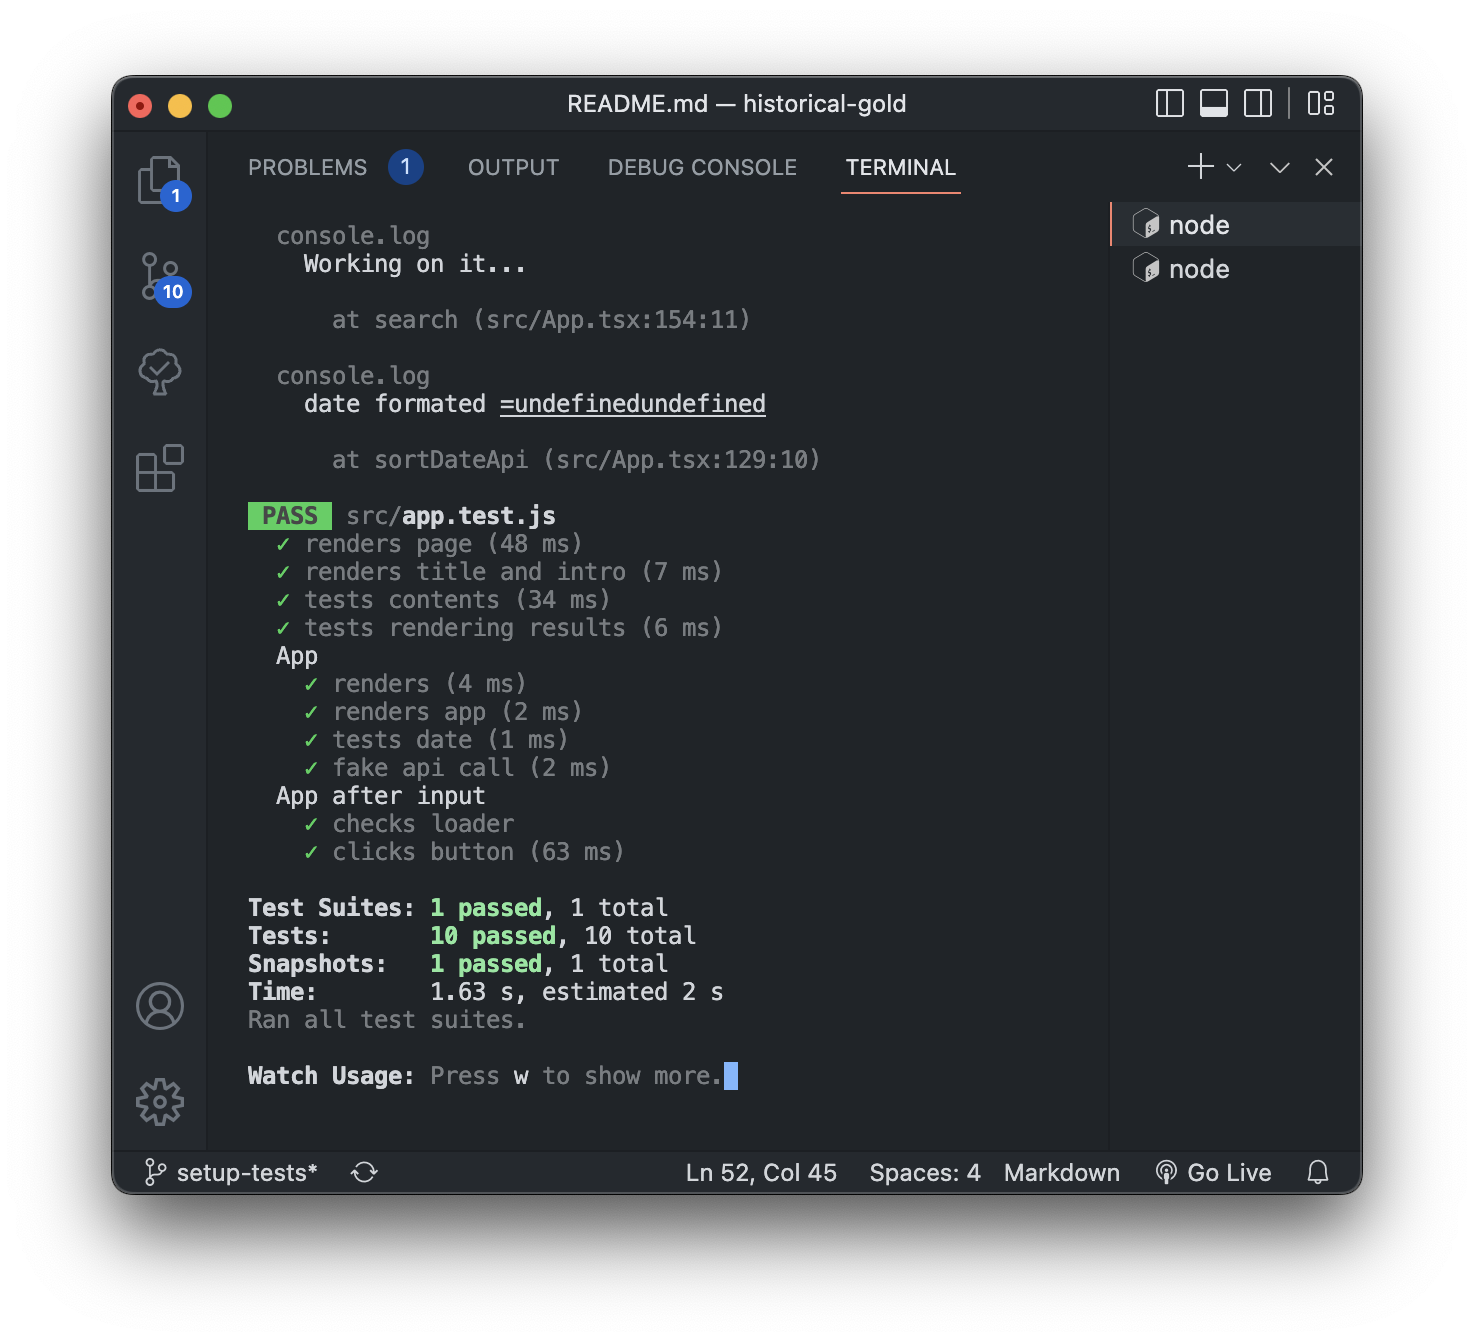 README.md — historical-gold
PROBLEMS 1 OUTPUT DEBUG CONSOLE TERMINAL
1
10
node
node
console.log
Working on it...
at search (src/App.tsx:154:11)
console.log
date formated =undefinedundefined
at sortDateApi (src/App.tsx:129:10)
PASS src/app.test.js
✓ renders page (48 ms)
✓ renders title and intro (7 ms)
✓ tests contents (34 ms)
✓ tests rendering results (6 ms)
App
✓ renders (4 ms)
✓ renders app (2 ms)
✓ tests date (1 ms)
✓ fake api call (2 ms)
App after input
✓ checks loader
✓ clicks button (63 ms)
Test Suites: 1 passed, 1 total
Tests: 10 passed, 10 total
Snapshots: 1 passed, 1 total
Time: 1.63 s, estimated 2 s
Ran all test suites.
Watch Usage: Press w to show more.
setup-tests* Ln 52, Col 45 Spaces: 4 Markdown Go Live